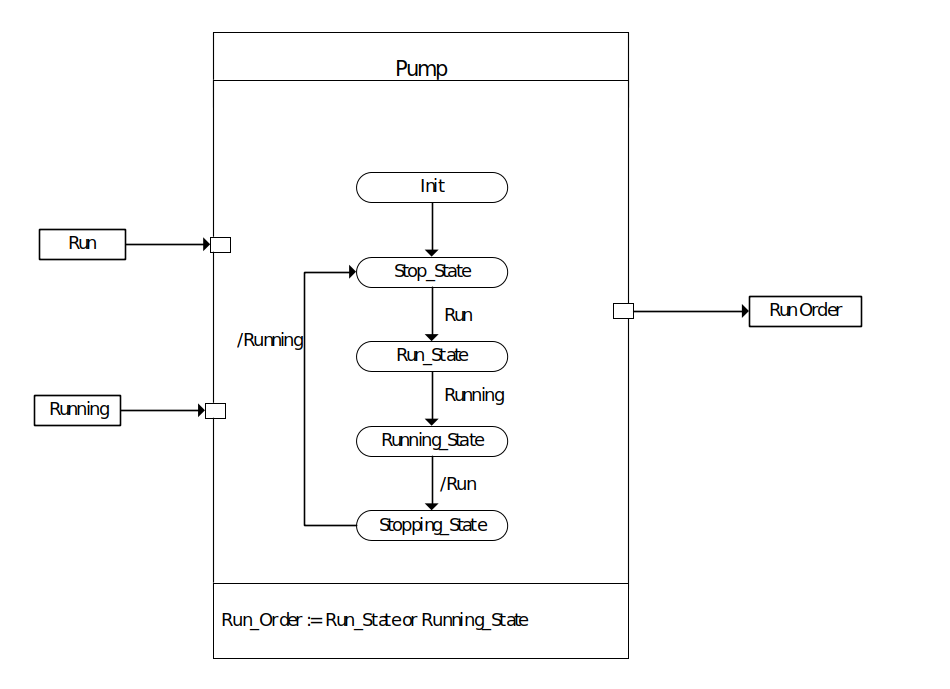 Pump
Init
Run
Stop_State
Run
Run Order
/Running
Run_State
Running
Running
Running_State
/Run
Stopping_State
Run_Order := Run_State or Running_State